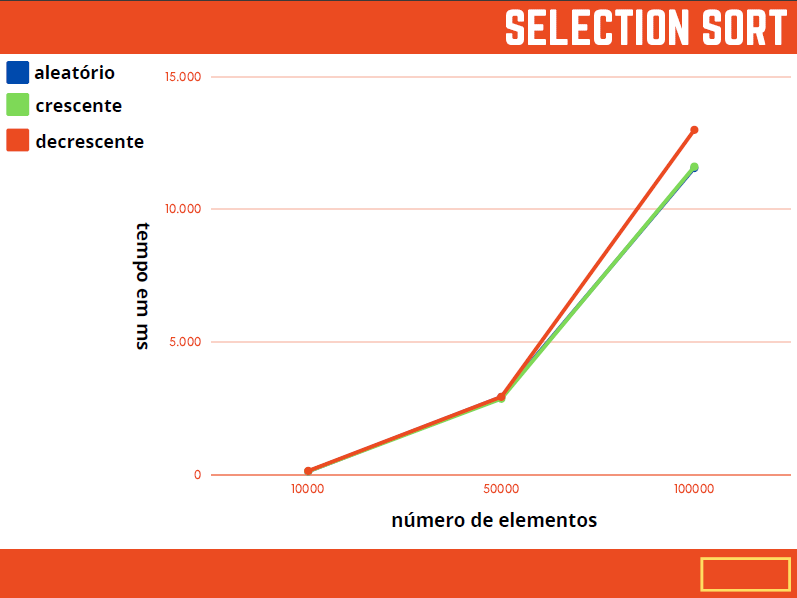 SELECTION SORT
aleatório
crescente
decrescente
15.000
10.000
5.000
0
tempo em ms
10000
50000
100000
número de elementos